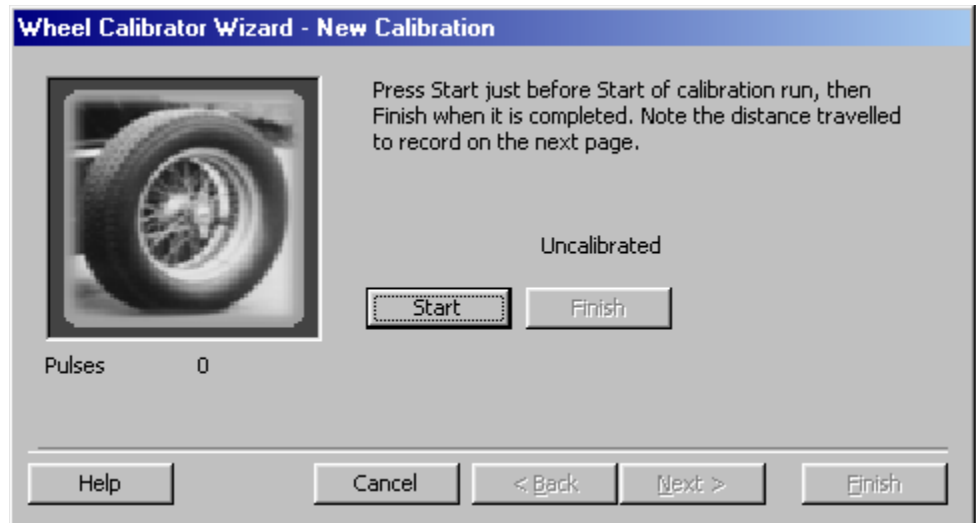 Wheel Calibrator Wizard - New Calibration
Press Start just before Start of calibration run, then
Finish when it is completed. Note the distance travelled
to record on the next page.
Uncalibrated
Start Finish
Pulses 0
Help Cancel < Back Next > Finish